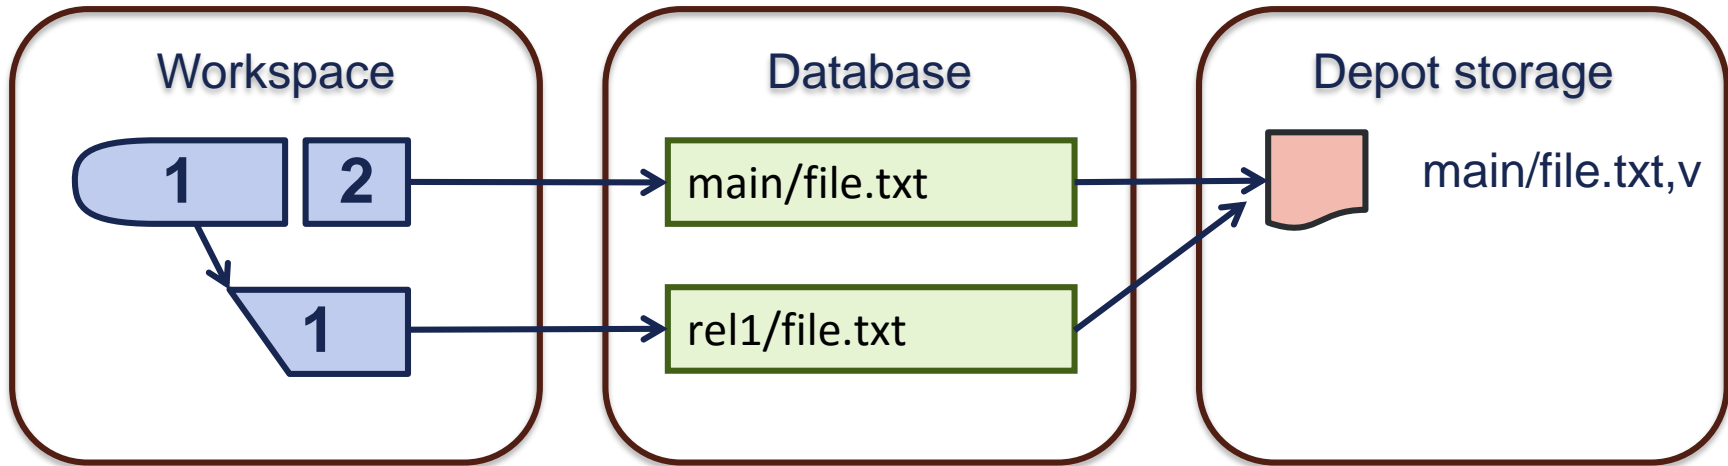 Workspace
Database
Depot storage
1
2
main/file.txt
main/file.txt,v
1
rel1/file.txt